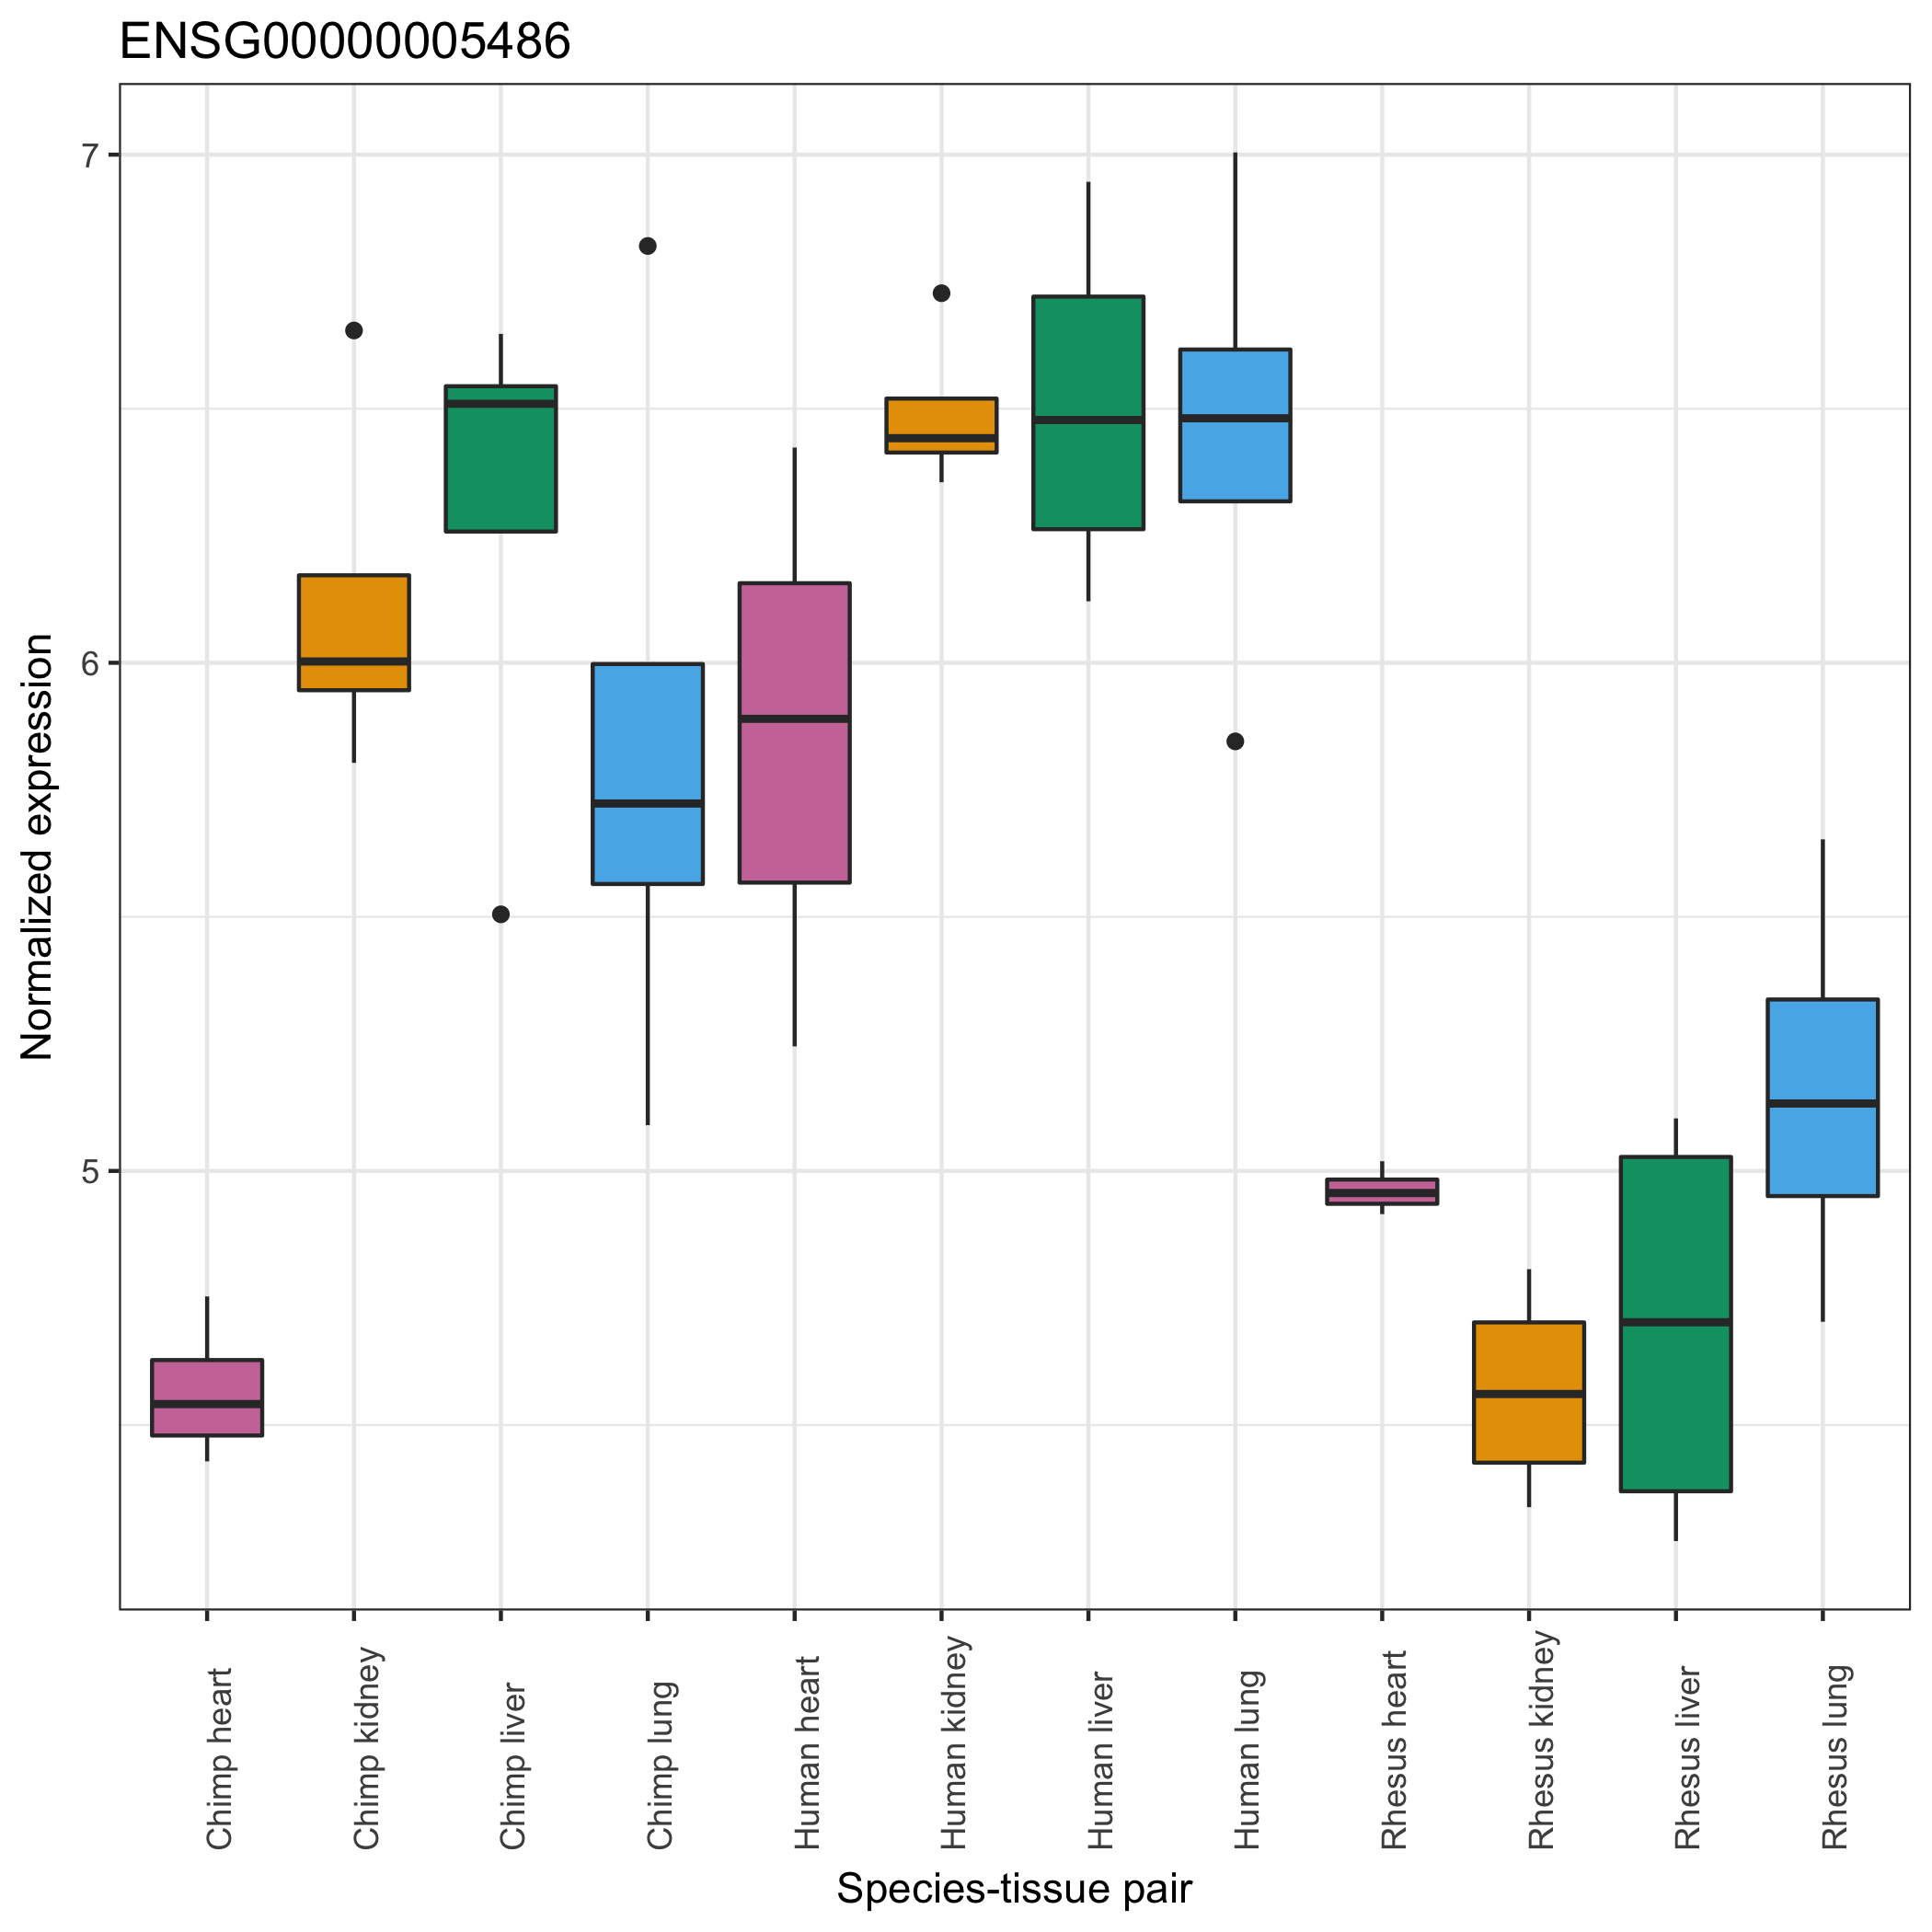 ENSG00000005486
Normalized expression
7
6
5
Chimp heart
Chimp kidney
Chimp liver
Chimp lung
Human heart
Human kidney
Human liver
Human lung
Rhesus heart
Rhesus kidney
Rhesus liver
Rhesus lung
Species-tissue pair